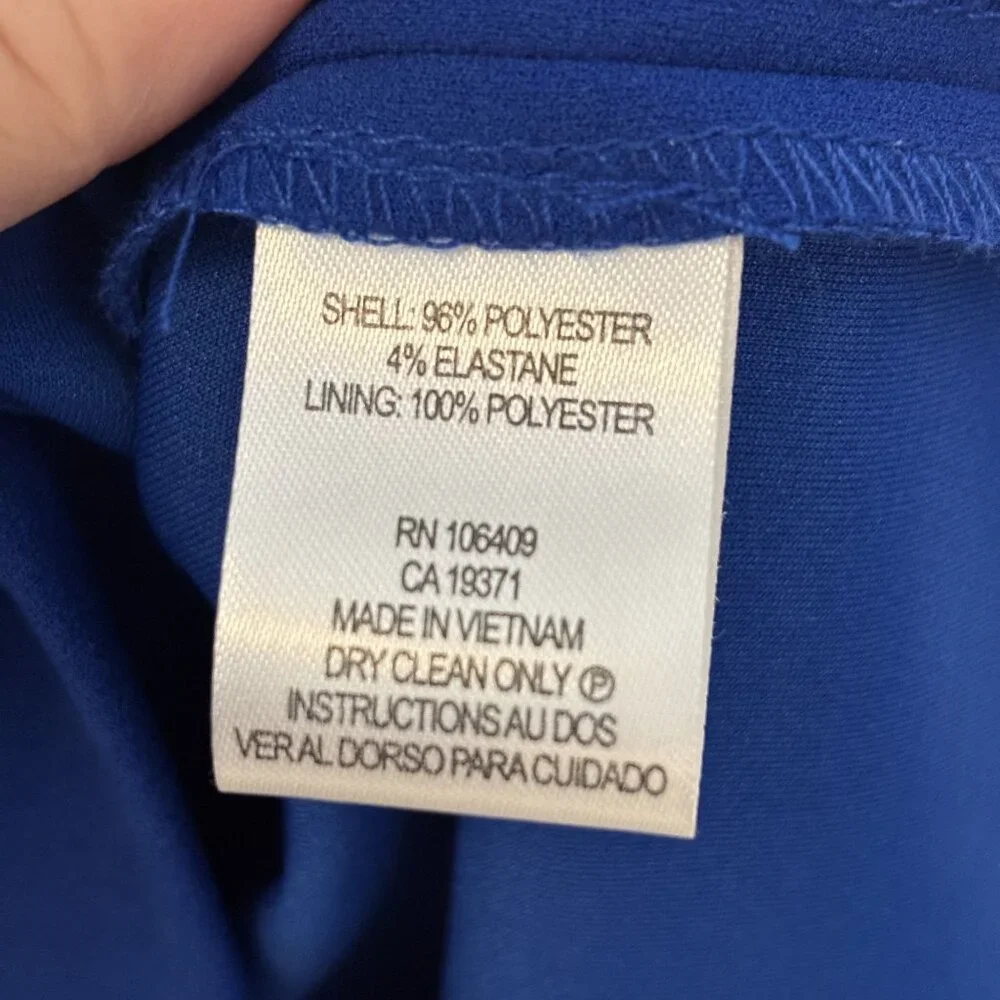 SHELL: 96% POLYESTER
4% ELASTANE
LINING: 100% POLYESTER
RN 106409
CA 19371
MADE IN VIETNAM
DRY CLEAN ONLY Ⓟ
INSTRUCTIONS AU DOS
VER AL DORSO PARA CUIDADO